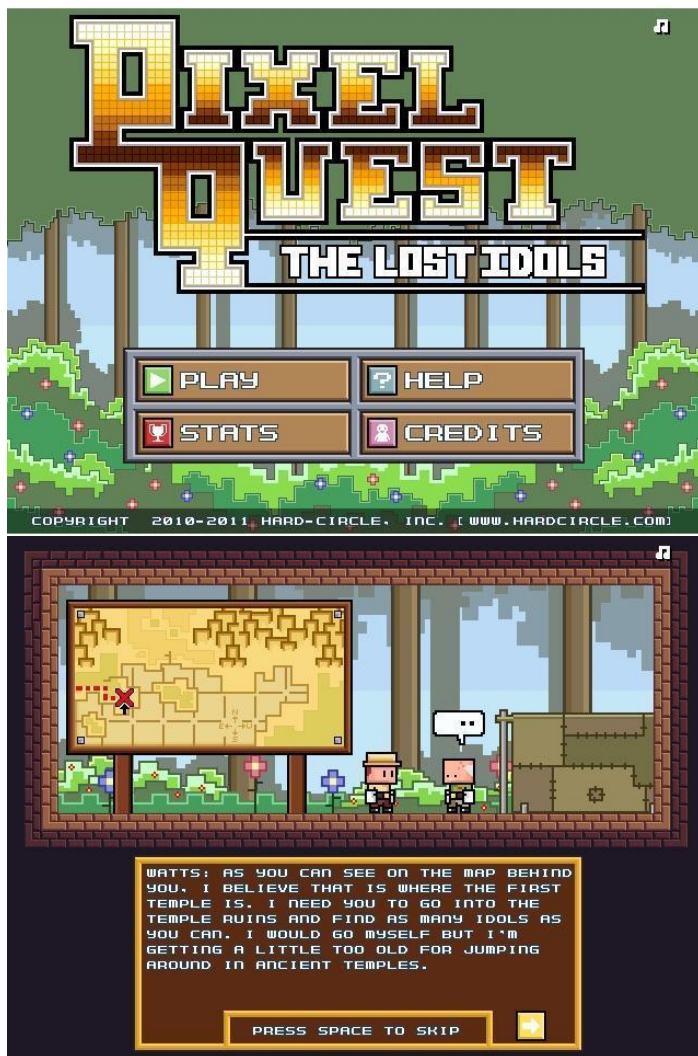 PIXEL
QUEST
THE LOST IDOLS
PLAY
HELP
STATS
CREDITS
COPYRIGHT 2010-2011 HARD-CIRCLE, INC. [WWW.HARDCIRCLE.COM]
WATTS: AS YOU CAN SEE ON THE MAP BEHIND
YOU, I BELIEVE THAT IS WHERE THE FIRST
TEMPLE IS. I NEED YOU TO GO INTO THE
TEMPLE RUINS AND FIND AS MANY IDOLS AS
YOU CAN. I WOULD GO MYSELF BUT I'M
GETTING A LITTLE TOO OLD FOR JUMPING
AROUND IN ANCIENT TEMPLES.
PRESS SPACE TO SKIP